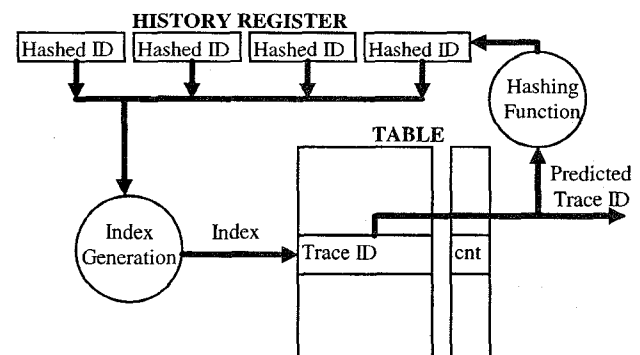 HISTORY REGISTER
Hashed ID Hashed ID Hashed ID Hashed ID
Hashing
Function
TABLE
Predicted
Trace ID
Index
Generation
Index
Trace ID
cnt